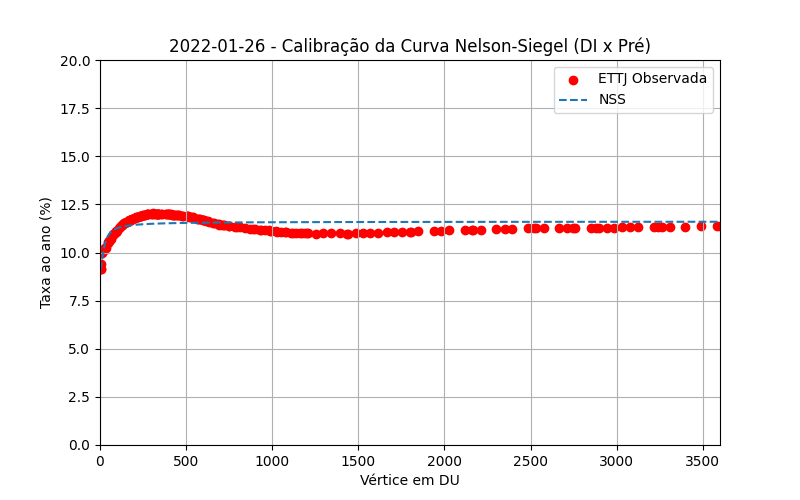 2022-01-26 - Calibração da Curva Nelson-Siegel (DI x Pré)
20.0
17.5
15.0
12.5
10.0
7.5
5.0
2.5
0.0
Taxa ao ano (%)
ETTJ Observada
NSS
0 500 1000 1500 2000 2500 3000 3500
Vértice em DU